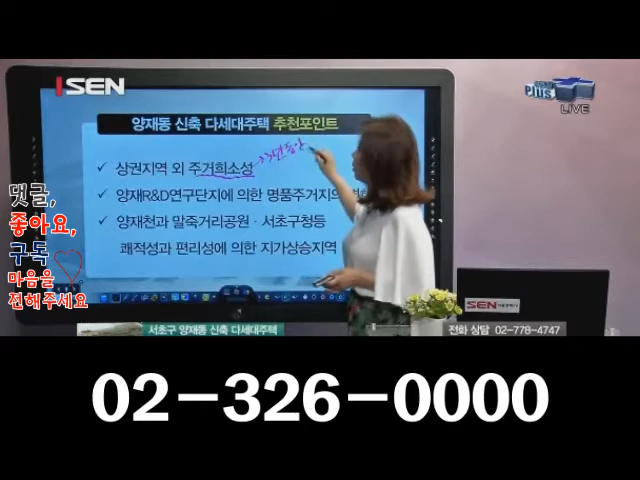 SEN
Plus
LIVE
양재동 신축 다세대주택 추천포인트
✓ 상권지역 외 주거희소성
✓ 양재R&D연구단지에 의한 명품주거지의
✓ 양재천과 말죽거리공원 · 서초구청등
쾌적성과 편리성에 의한 지가상승지역
댓글,
좋아요,
구독
마음을
전해주세요
SEN
서초구 양재동 신축 다세대주택
전화 상담 02-778-4747
02-326-0000